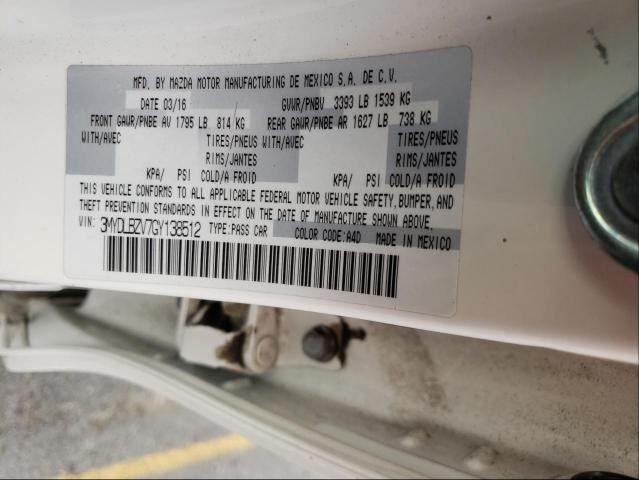 MFD. BY MAZDA MOTOR MANUFACTURING DE MEXICO S.A. DE C.V.
DATE 03/16 GVWR/PNBV 3393 LB 1539 KG
FRONT GAWR/PNBE AV 1795 LB 814 KG REAR GAWR/PNBE AR 1627 LB 738 KG
WITH/AVEC TIRES/PNEUS WITH/AVEC TIRES/PNEUS
RIMS/JANTES RIMS/JANTES
KPA/ PSI COLD/A FROID KPA/ PSI COLD/A FROID
THIS VEHICLE CONFORMS TO ALL APPLICABLE FEDERAL MOTOR VEHICLE SAFETY, BUMPER, AND
THEFT PREVENTION STANDARDS IN EFFECT ON THE DATE OF MANUFACTURE SHOWN ABOVE.
VIN: 3MYDLBZV7GY138512 TYPE:PASS CAR COLOR CODE: A4D MADE IN MEXICO